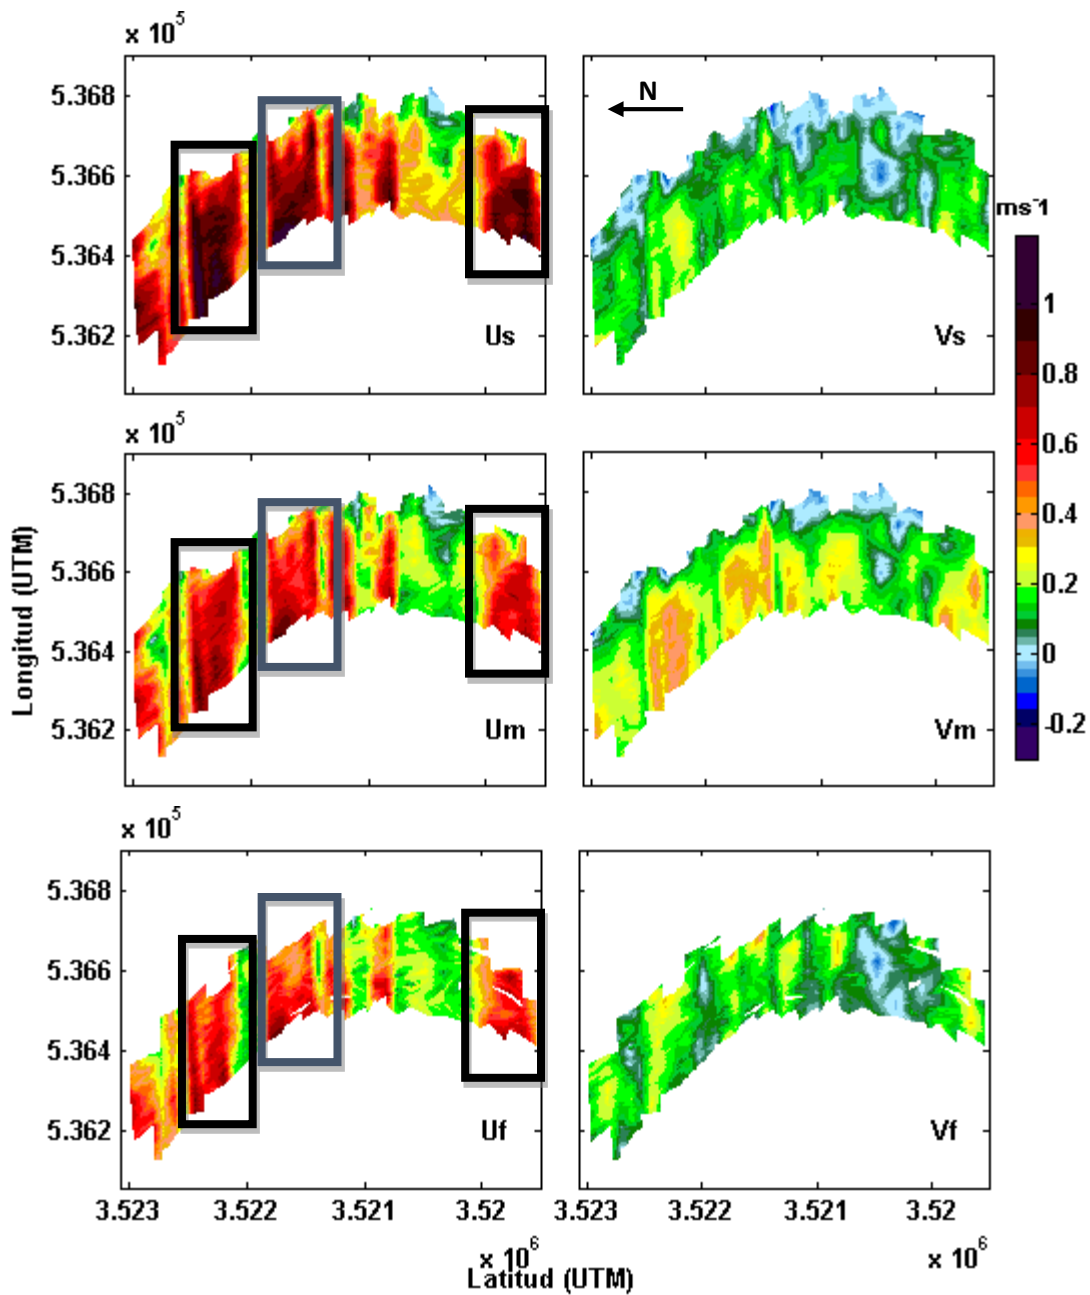 x 10^5
5.368
5.366
5.364
5.362
Us
N
Vs
ms^-1
1
0.8
0.6
0.4
0.2
0
-0.2
x 10^5
5.368
5.366
5.364
5.362
Um
Vm
Longitud (UTM)
x 10^5
5.368
5.366
5.364
5.362
Uf
Vf
3.523 3.522 3.521 3.52 3.523 3.522 3.521 3.52
x 10^6 x 10^6
Latitud (UTM)